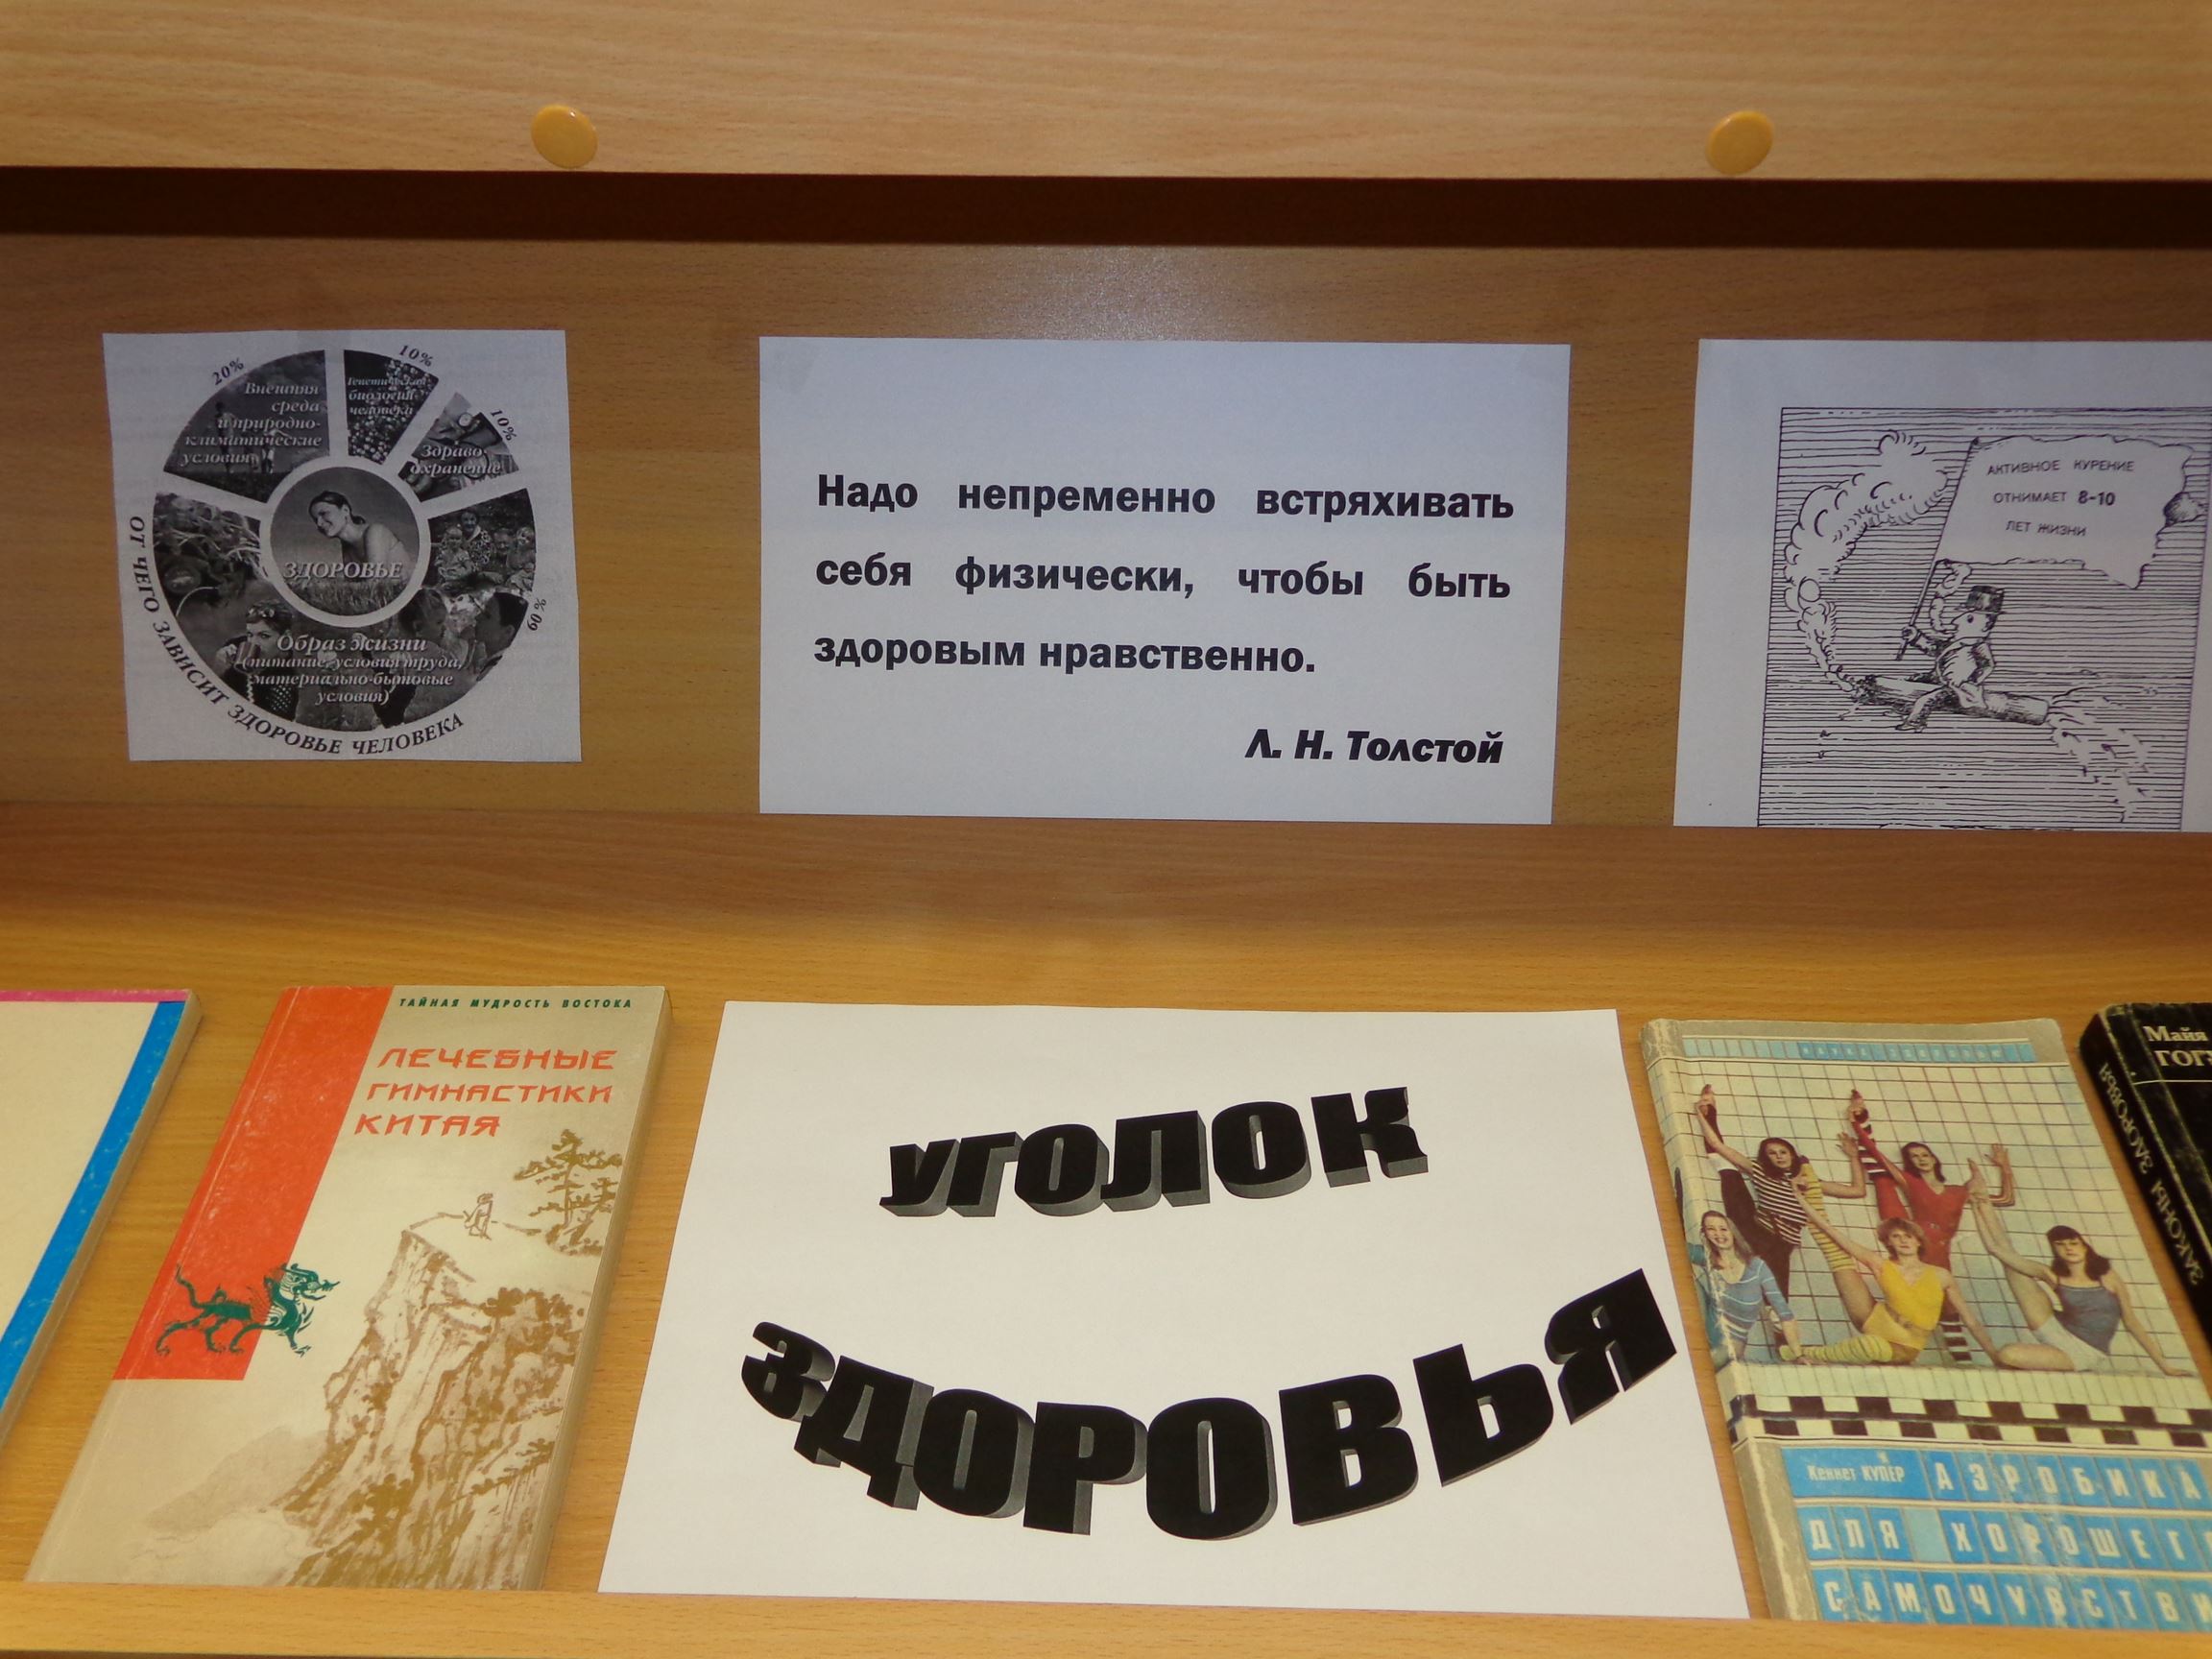 20%
Внешняя
среда
и природно-
климатические
условия
10%
Генетическая
биология
человека
10%
Здраво-
охранение
ЗДОРОВЬЕ
60%
Образ жизни
(питание, условия труда,
материально-бытовые
условия)
ОТ ЧЕГО ЗАВИСИТ ЗДОРОВЬЕ ЧЕЛОВЕКА
Надо непременно встряхивать
себя физически, чтобы быть
здоровым нравственно.
Л. Н. Толстой
АКТИВНОЕ КУРЕНИЕ
ОТНИМАЕТ 8-10
ЛЕТ ЖИЗНИ
ТАЙНАЯ МУДРОСТЬ ВОСТОКА
ЛЕЧЕБНЫЕ
ГИМНАСТИКИ
КИТАЯ
УГОЛОК
ЗДОРОВЬЯ
Кеннет КУПЕР АЭРОБИКА
ДЛЯ ХОРОШЕГ
САМОЧУВСТВИ
Майя
ЗАКОНЫ ЗДОРОВЬЯ